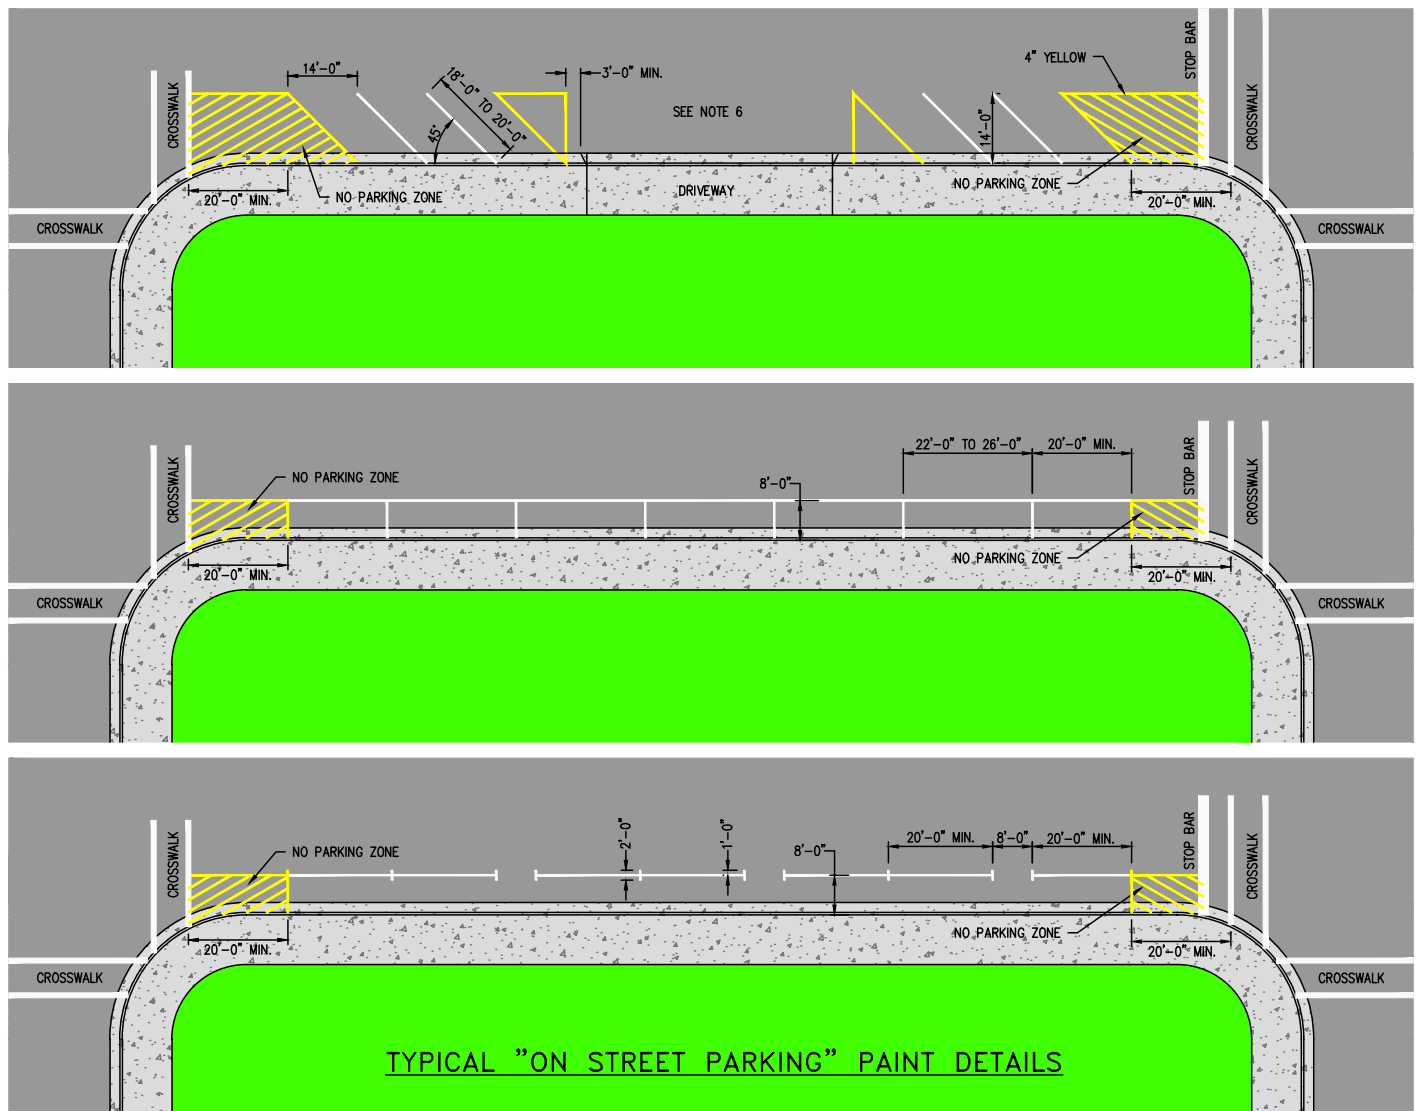 STOP BAR
4" YELLOW
14'-0"
18'-0" TO 20'-0"
3'-0" MIN.
SEE NOTE 6
CROSSWALK
45°
14'-0"
CROSSWALK
NO PARKING ZONE
DRIVEWAY
NO PARKING ZONE
20'-0" MIN.
20'-0" MIN.
CROSSWALK
CROSSWALK
22'-0" TO 26'-0"
20'-0" MIN.
STOP BAR
NO PARKING ZONE
8'-0"
CROSSWALK
CROSSWALK
NO PARKING ZONE
20'-0" MIN.
20'-0" MIN.
CROSSWALK
CROSSWALK
2'-0"
1'-0"
20'-0" MIN.
8'-0"
20'-0" MIN.
STOP BAR
NO PARKING ZONE
8'-0"
CROSSWALK
CROSSWALK
NO PARKING ZONE
20'-0" MIN.
20'-0" MIN.
CROSSWALK
CROSSWALK
TYPICAL "ON STREET PARKING" PAINT DETAILS